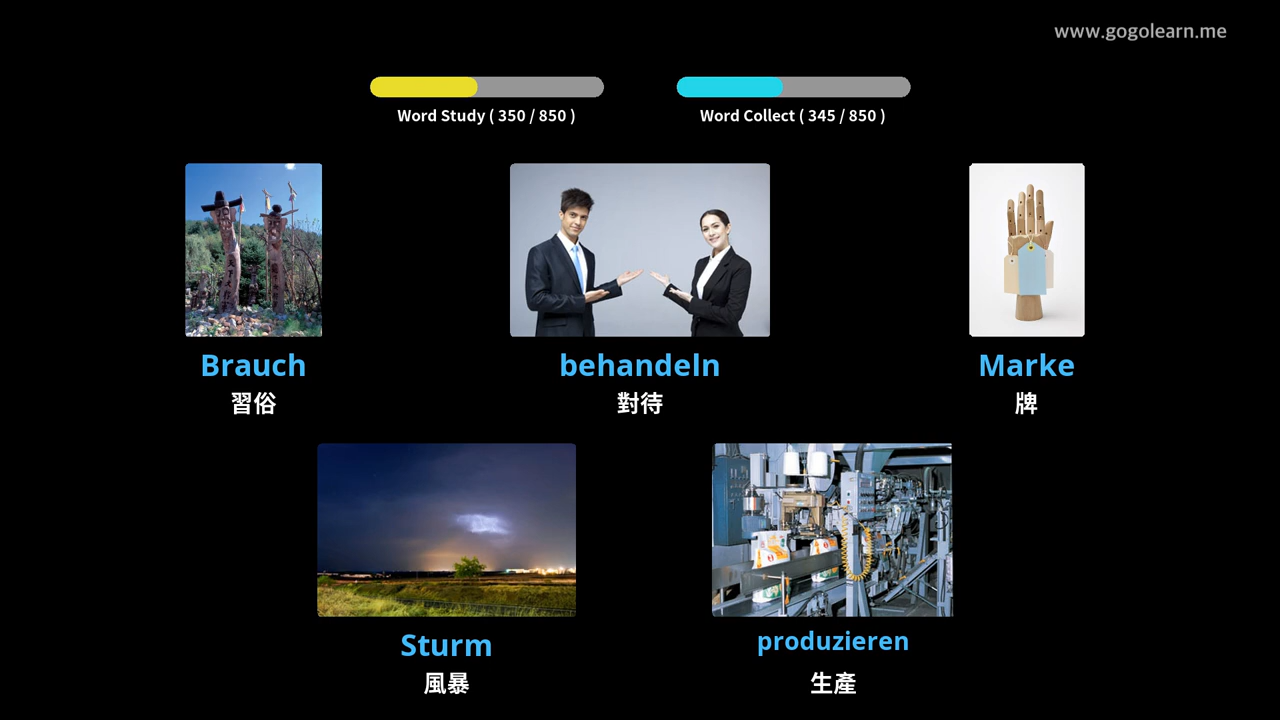 www.gogolearn.me
Word Study ( 350 / 850 )
Word Collect ( 345 / 850 )
Brauch
behandeln
Marke
習俗
對待
牌
Sturm
produzieren
風暴
生產